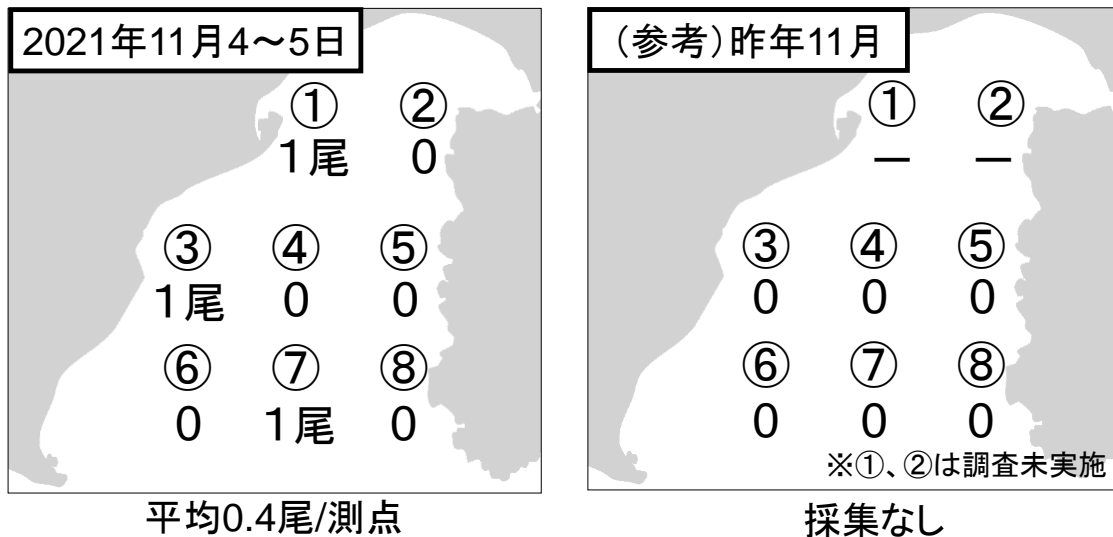 2021年11月4～5日
① ②
1尾 0
③ ④ ⑤
1尾 0 0
⑥ ⑦ ⑧
0 1尾 0
平均0.4尾/測点
（参考）昨年11月
① ②
— —
③ ④ ⑤
0 0 0
⑥ ⑦ ⑧
0 0 0
※①、②は調査未実施
採集なし